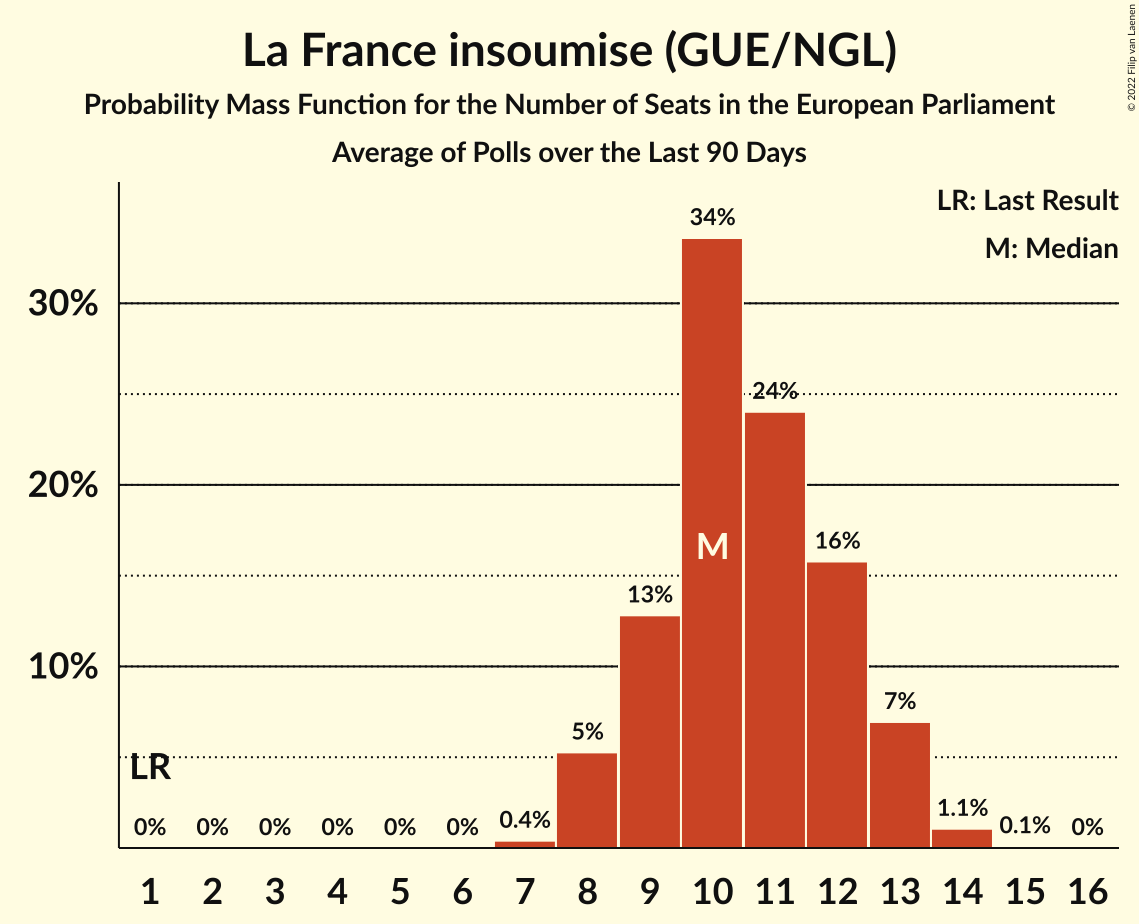 La France insoumise (GUE/NGL)
Probability Mass Function for the Number of Seats in the European Parliament
Average of Polls over the Last 90 Days
© 2022 Filip van Laenen
LR: Last Result
M: Median
34%
30%
24%
20%
M
16%
13%
10%
7%
5%
LR
1.1%
0.4%
0.1%
0% 0% 0% 0% 0% 0% 0%
1 2 3 4 5 6 7 8 9 10 11 12 13 14 15 16